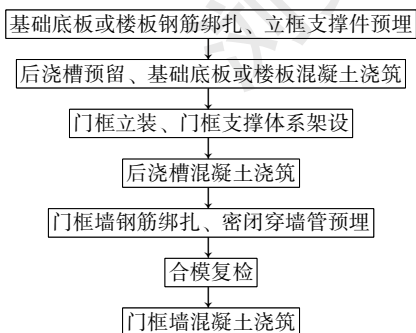 基础底板或楼板钢筋绑扎、立框支撑件预埋
后浇槽预留、基础底板或楼板混凝土浇筑
门框立装、门框支撑体系架设
后浇槽混凝土浇筑
门框墙钢筋绑扎、密闭穿墙管预埋
合模复检
门框墙混凝土浇筑